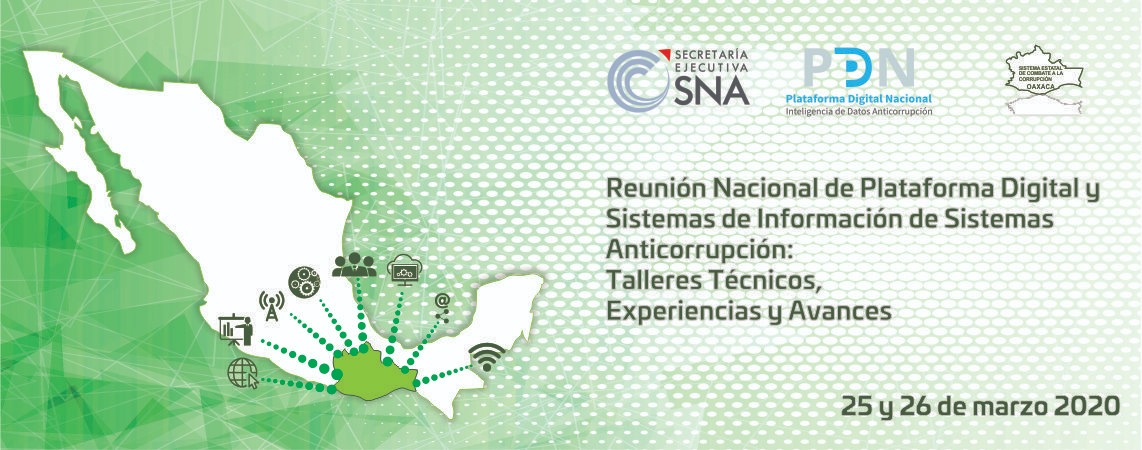 SECRETARÍA
EJECUTIVA
SNA
PDN
Plataforma Digital Nacional
Inteligencia de Datos Anticorrupción
SISTEMA ESTATAL
DE COMBATE A LA
CORRUPCIÓN
OAXACA
Reunión Nacional de Plataforma Digital y
Sistemas de Información de Sistemas
Anticorrupción:
Talleres Técnicos,
Experiencias y Avances
@
25 y 26 de marzo 2020